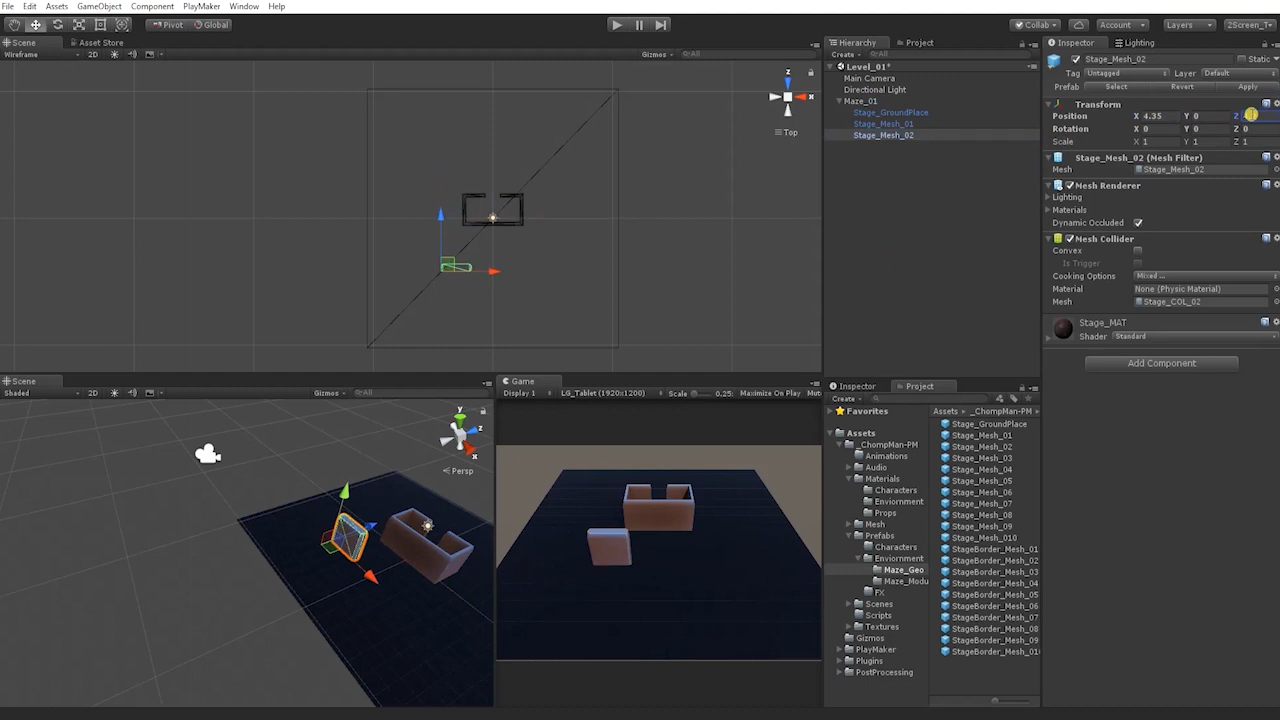 File Edit Assets GameObject Component PlayMaker Window Help
Pivot Global Collab Account Layers 2Screen_T
Scene Asset Store
Wireframe 2D Gizmos All
z
x
Top
Scene
Shaded 2D Gizmos All
y
z
x
Persp
Game
Display 1 LG_Tablet (1920x1200) Scale 0.25: Maximize On Play Mut
Hierarchy Project
Create All
Level_01*
Main Camera
Directional Light
Maze_01
Stage_GroundPlace
Stage_Mesh_01
Stage_Mesh_02
Inspector Project
Create
Favorites
Assets
_ChompMan-PM
Animations
Audio
Materials
Characters
Enviornment
Props
Mesh
Prefabs
Characters
Enviornment
Maze_Geo
Maze_Modu
FX
Scenes
Scripts
Textures
Gizmos
PlayMaker
Plugins
PostProcessing
Assets _ChompMan-PM
Stage_GroundPlace
Stage_Mesh_01
Stage_Mesh_02
Stage_Mesh_03
Stage_Mesh_04
Stage_Mesh_05
Stage_Mesh_06
Stage_Mesh_07
Stage_Mesh_08
Stage_Mesh_09
Stage_Mesh_010
StageBorder_Mesh_01
StageBorder_Mesh_02
StageBorder_Mesh_03
StageBorder_Mesh_04
StageBorder_Mesh_05
StageBorder_Mesh_06
StageBorder_Mesh_07
StageBorder_Mesh_08
StageBorder_Mesh_09
StageBorder_Mesh_010
Inspector Lighting
Stage_Mesh_02 Static
Tag Untagged Layer Default
Prefab Select Revert Apply
Transform
Position X 4.35 Y 0 Z
Rotation X 0 Y 0 Z 0
Scale X 1 Y 1 Z 1
Stage_Mesh_02 (Mesh Filter)
Mesh Stage_Mesh_02
Mesh Renderer
Lighting
Materials
Dynamic Occluded
Mesh Collider
Convex
Is Trigger
Cooking Options Mixed ...
Material None (Physic Material)
Mesh Stage_COL_02
Stage_MAT
Shader Standard
Add Component